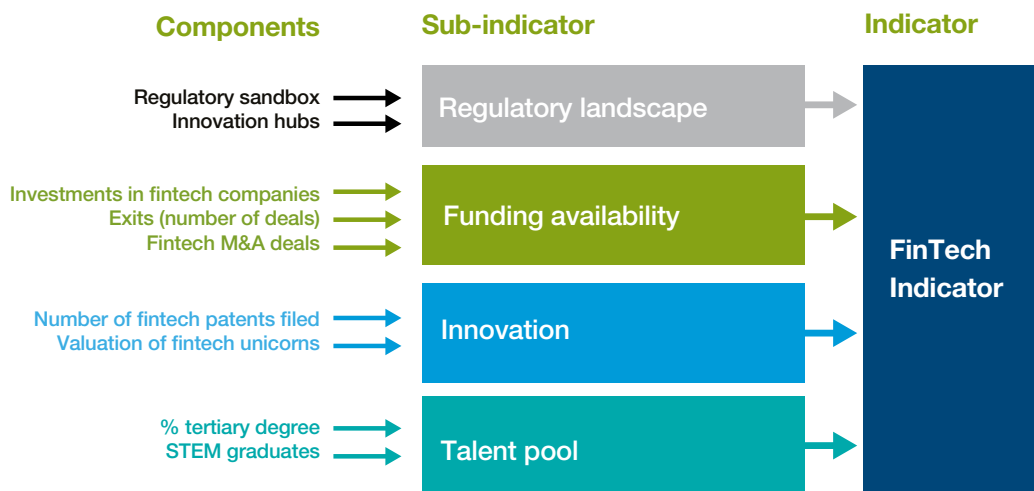 Components
Sub-indicator
Indicator
Regulatory sandbox
Innovation hubs
Regulatory landscape
Investments in fintech companies
Exits (number of deals)
Fintech M&A deals
Funding availability
Number of fintech patents filed
Valuation of fintech unicorns
Innovation
% tertiary degree
STEM graduates
Talent pool
FinTech
Indicator